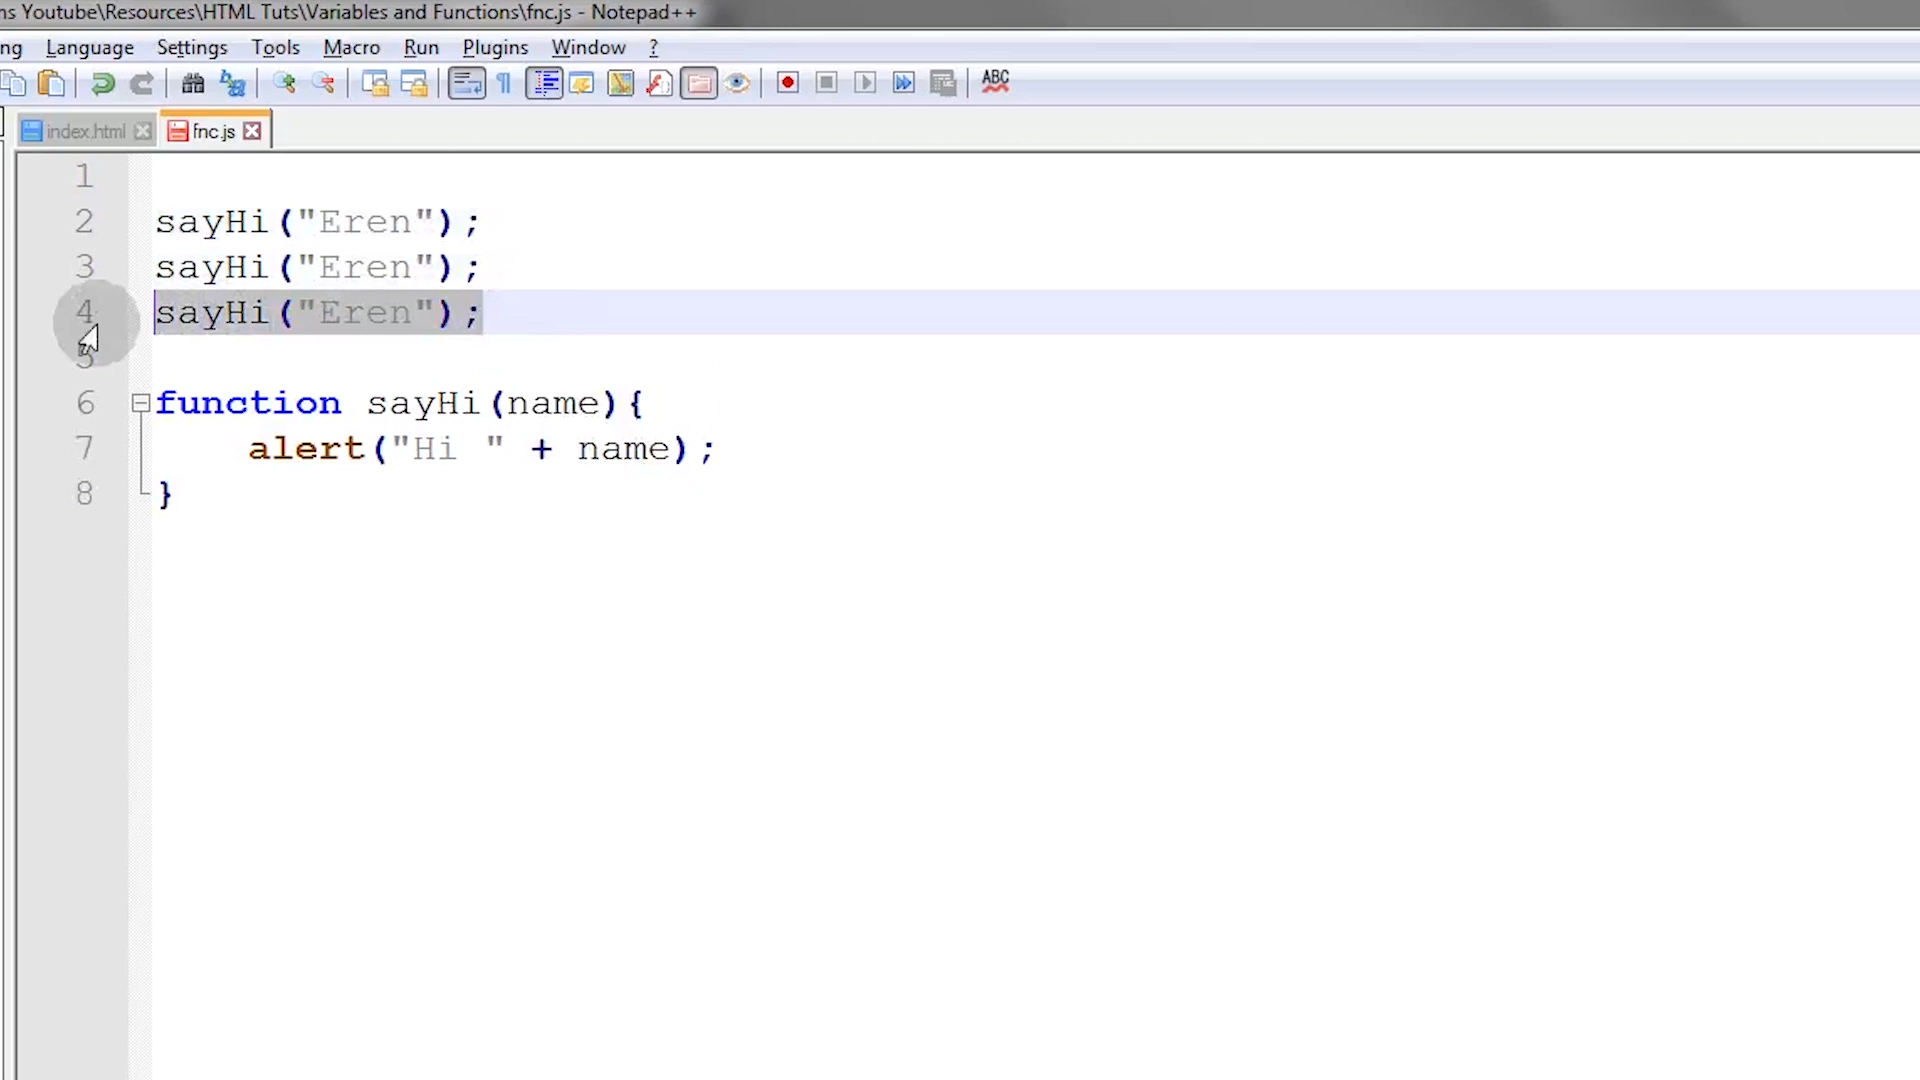 ns Youtube\Resources\HTML Tuts\Variables and Functions\fnc.js - Notepad++
ng Language Settings Tools Macro Run Plugins Window ?
ABC
index.html fnc.js
1
2 sayHi("Eren");
3 sayHi("Eren");
4 sayHi("Eren");
5
6 function sayHi(name){
7 alert("Hi " + name);
8 }